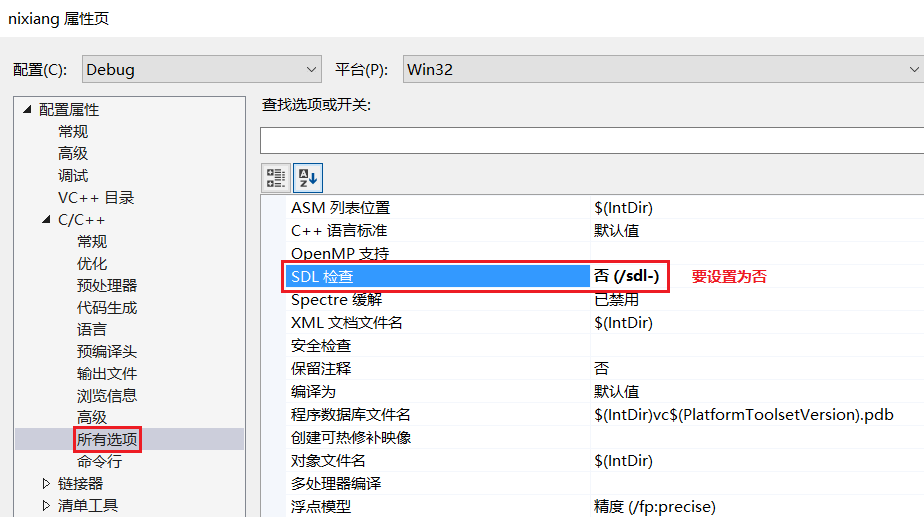 nixiang 属性页
配置(C): Debug 平台(P): Win32
配置属性
常规
高级
调试
VC++ 目录
C/C++
常规
优化
预处理器
代码生成
语言
预编译头
输出文件
浏览信息
高级
所有选项
命令行
链接器
清单工具
查找选项或开关:
ASM 列表位置 $(IntDir)
C++ 语言标准 默认值
OpenMP 支持
SDL 检查 否 (/sdl-) 要设置为否
Spectre 缓解 已禁用
XML 文档文件名 $(IntDir)
安全检查
保留注释 否
编译为 默认值
程序数据库文件名 $(IntDir)vc$(PlatformToolsetVersion).pdb
创建可热修补映像
对象文件名 $(IntDir)
多处理器编译
浮点模型 精度 (/fp:precise)